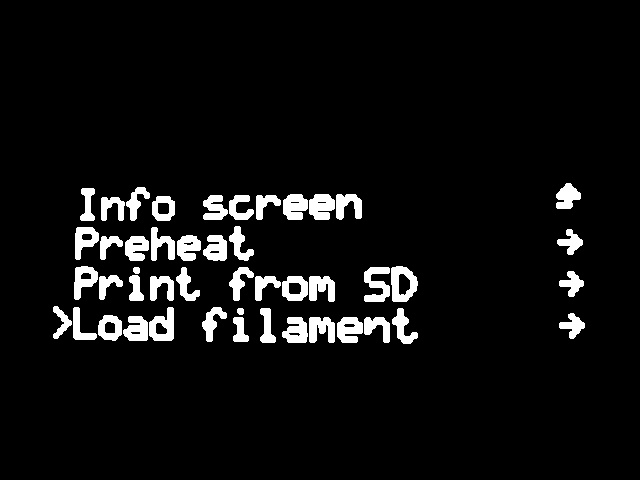 Info screen ↑
Preheat →
Print from SD →
>Load filament →